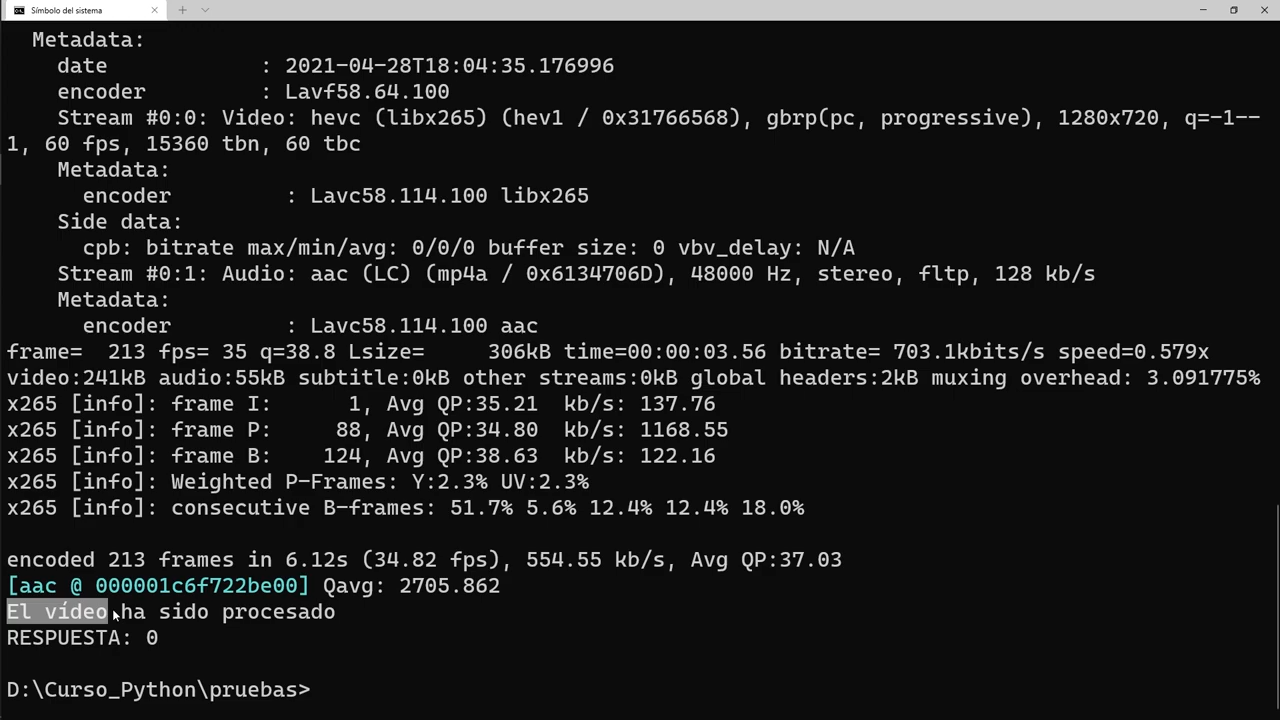 Símbolo del sistema
Metadata:
date : 2021-04-28T18:04:35.176996
encoder : Lavf58.64.100
Stream #0:0: Video: hevc (libx265) (hev1 / 0x31766568), gbrp(pc, progressive), 1280x720, q=-1--
1, 60 fps, 15360 tbn, 60 tbc
Metadata:
encoder : Lavc58.114.100 libx265
Side data:
cpb: bitrate max/min/avg: 0/0/0 buffer size: 0 vbv_delay: N/A
Stream #0:1: Audio: aac (LC) (mp4a / 0x6134706D), 48000 Hz, stereo, fltp, 128 kb/s
Metadata:
encoder : Lavc58.114.100 aac
frame= 213 fps= 35 q=38.8 Lsize= 306kB time=00:00:03.56 bitrate= 703.1kbits/s speed=0.579x
video:241kB audio:55kB subtitle:0kB other streams:0kB global headers:2kB muxing overhead: 3.091775%
x265 [info]: frame I: 1, Avg QP:35.21 kb/s: 137.76
x265 [info]: frame P: 88, Avg QP:34.80 kb/s: 1168.55
x265 [info]: frame B: 124, Avg QP:38.63 kb/s: 122.16
x265 [info]: Weighted P-Frames: Y:2.3% UV:2.3%
x265 [info]: consecutive B-frames: 51.7% 5.6% 12.4% 12.4% 18.0%
encoded 213 frames in 6.12s (34.82 fps), 554.55 kb/s, Avg QP:37.03
[aac @ 000001c6f722be00] Qavg: 2705.862
El vídeo ha sido procesado
RESPUESTA: 0
D:\Curso_Python\pruebas>